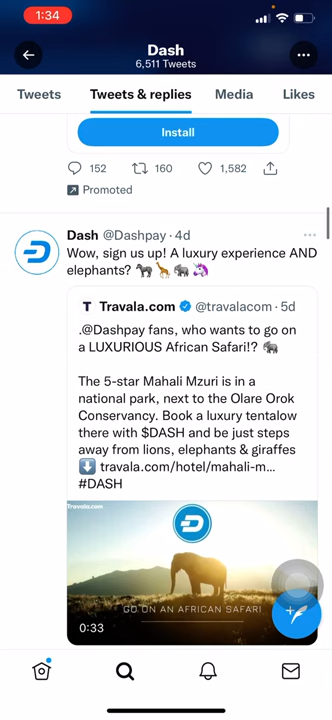 1:34
Dash
6,511 Tweets
Tweets Tweets & replies Media Likes
Install
152 160 1,582
Promoted
Dash @Dashpay · 4d
Wow, sign us up! A luxury experience AND
elephants? 🦓 🦒 🐘 🦄
T Travala.com @travalacom · 5d
.@Dashpay fans, who wants to go on
a LUXURIOUS African Safari!? 🐘
The 5-star Mahali Mzuri is in a
national park, next to the Olare Orok
Conservancy. Book a luxury tentalow
there with $DASH and be just steps
away from lions, elephants & giraffes
⬇️ travala.com/hotel/mahali-m...
#DASH
Travala.com
GO ON AN AFRICAN SAFARI
0:33